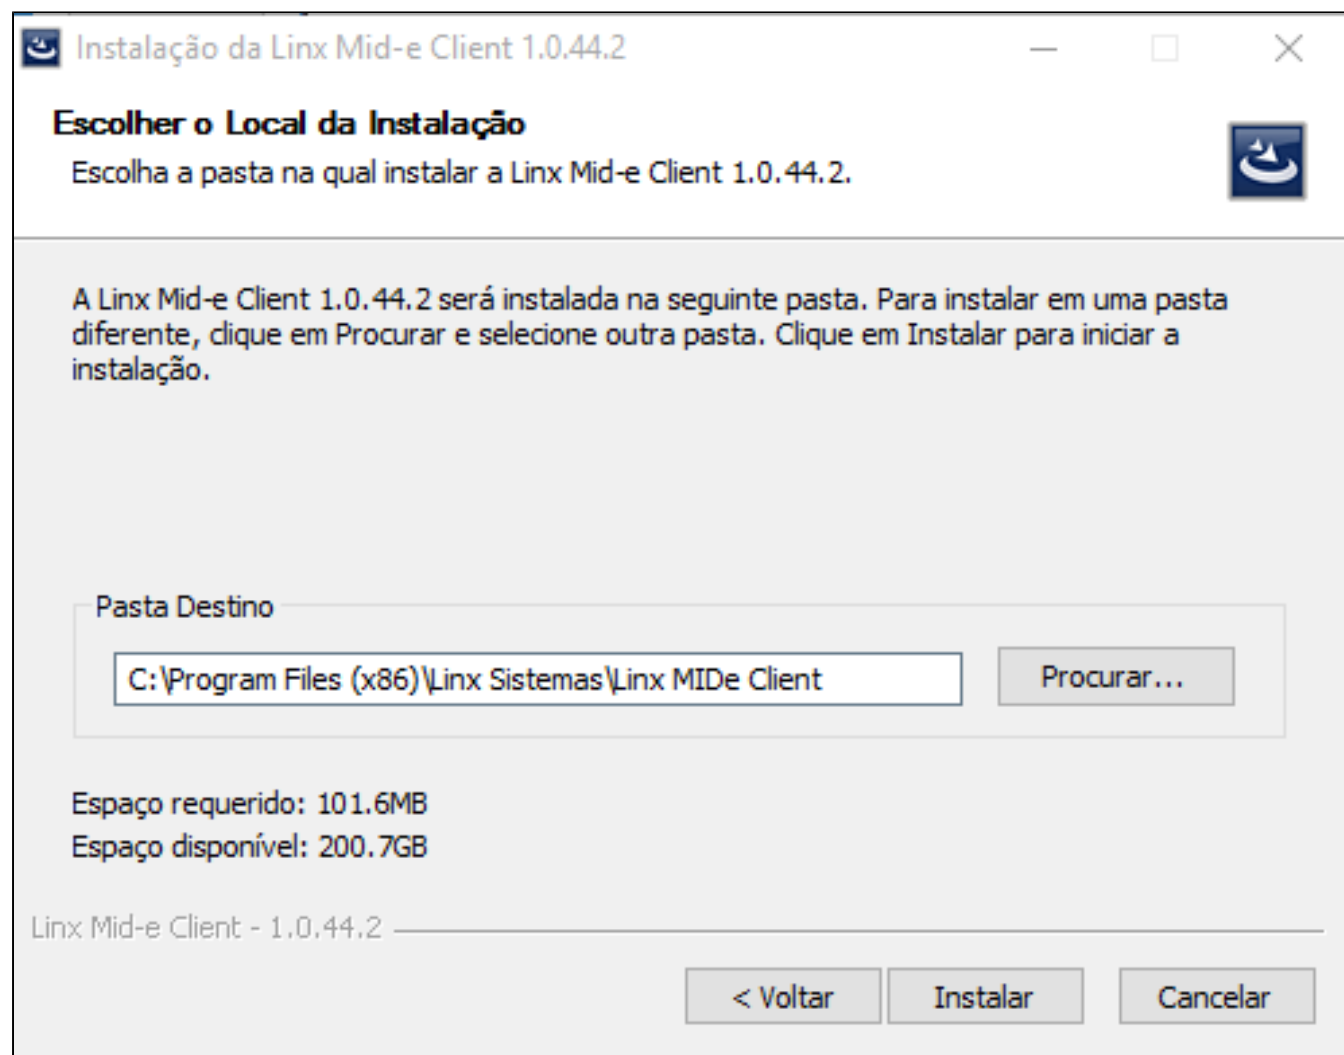 Instalação da Linx Mid-e Client 1.0.44.2
Escolher o Local da Instalação
Escolha a pasta na qual instalar a Linx Mid-e Client 1.0.44.2.
A Linx Mid-e Client 1.0.44.2 será instalada na seguinte pasta. Para instalar em uma pasta
diferente, clique em Procurar e selecione outra pasta. Clique em Instalar para iniciar a
instalação.
Pasta Destino
C:\Program Files (x86)\Linx Sistemas\Linx MIDe Client
Procurar...
Espaço requerido: 101.6MB
Espaço disponível: 200.7GB
Linx Mid-e Client - 1.0.44.2
< Voltar
Instalar
Cancelar